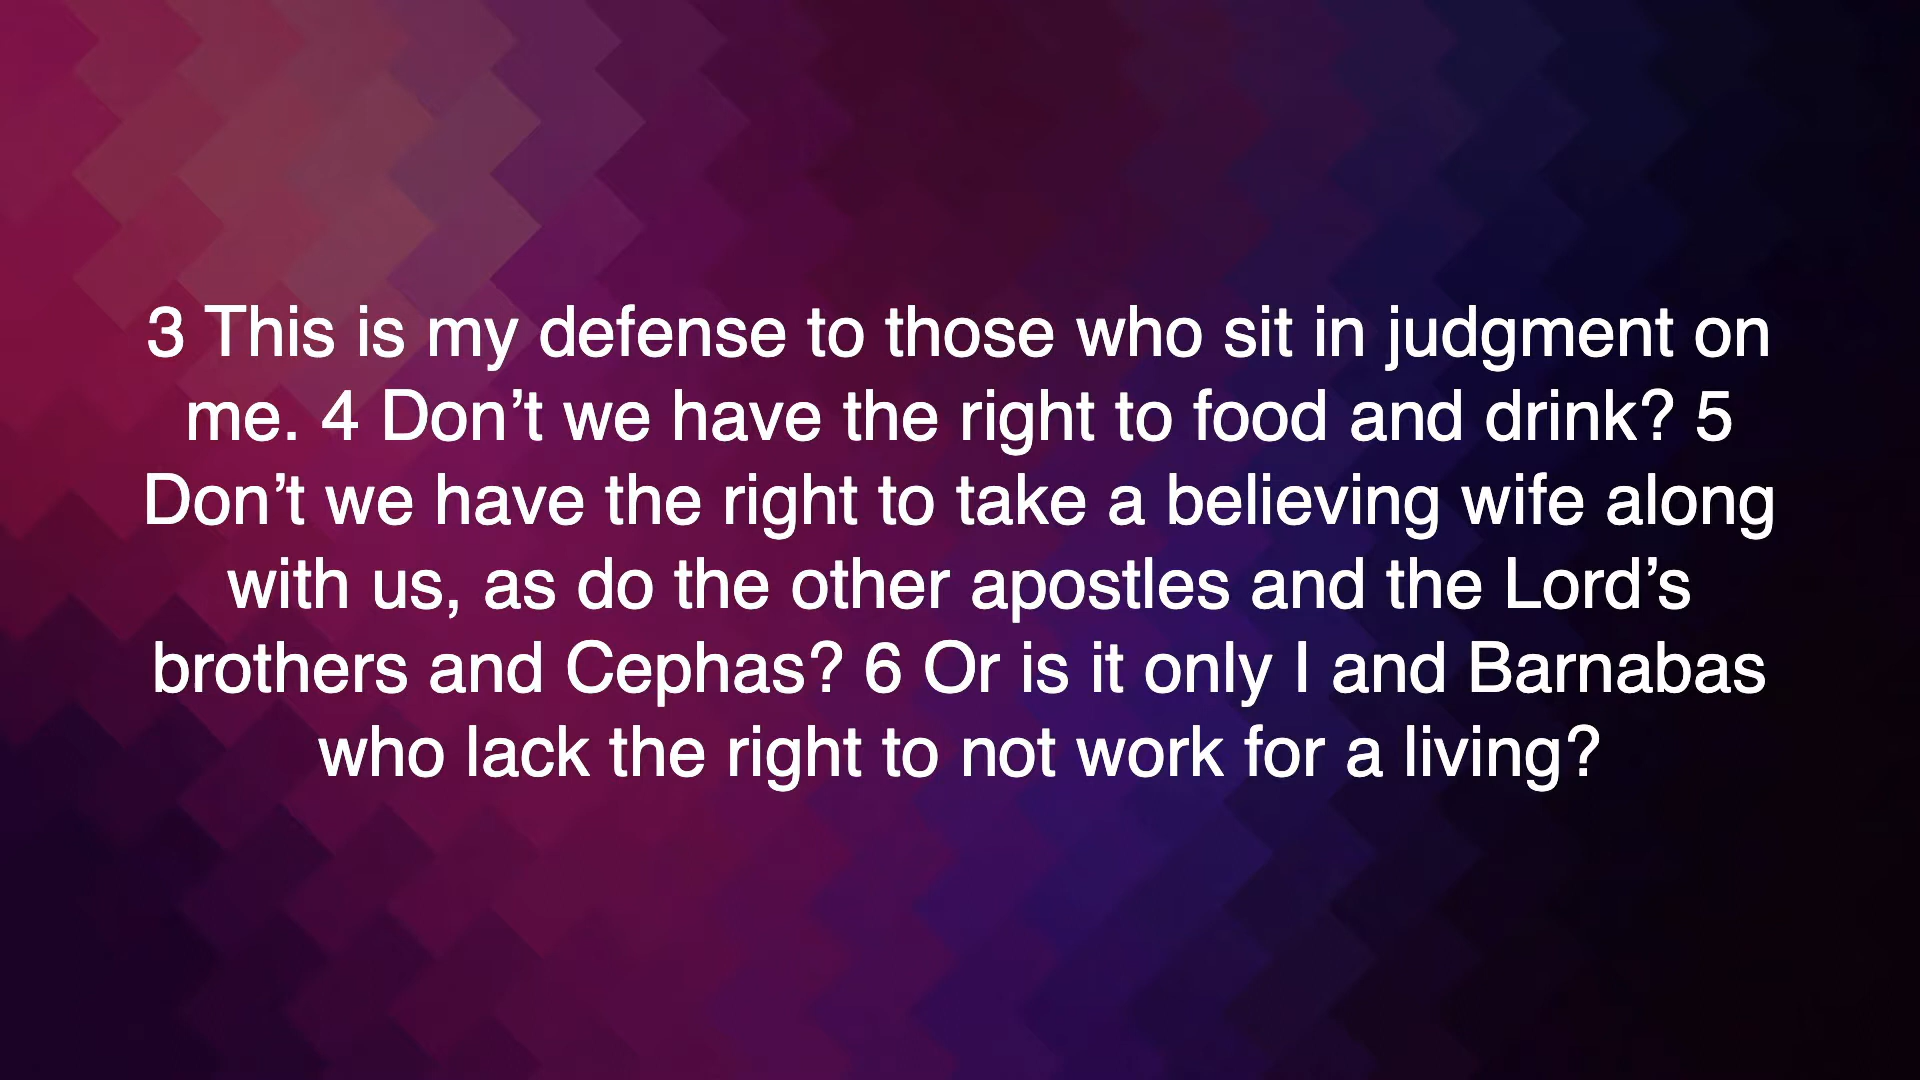 3 This is my defense to those who sit in judgment on
me. 4 Don’t we have the right to food and drink? 5
Don’t we have the right to take a believing wife along
with us, as do the other apostles and the Lord’s
brothers and Cephas? 6 Or is it only I and Barnabas
who lack the right to not work for a living?